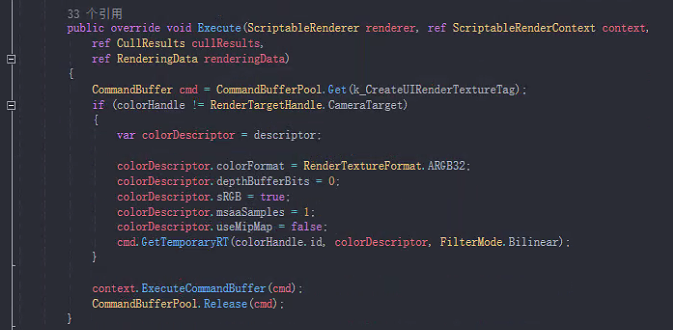 33 个引用
public override void Execute(ScriptableRenderer renderer, ref ScriptableRenderContext context,
ref CullResults cullResults,
ref RenderingData renderingData)
{
CommandBuffer cmd = CommandBufferPool.Get(k_CreateUIRenderTextureTag);
if (colorHandle != RenderTargetHandle.CameraTarget)
{
var colorDescriptor = descriptor;
colorDescriptor.colorFormat = RenderTextureFormat.ARGB32;
colorDescriptor.depthBufferBits = 0;
colorDescriptor.sRGB = true;
colorDescriptor.msaaSamples = 1;
colorDescriptor.useMipMap = false;
cmd.GetTemporaryRT(colorHandle.id, colorDescriptor, FilterMode.Bilinear);
}
context.ExecuteCommandBuffer(cmd);
CommandBufferPool.Release(cmd);
}